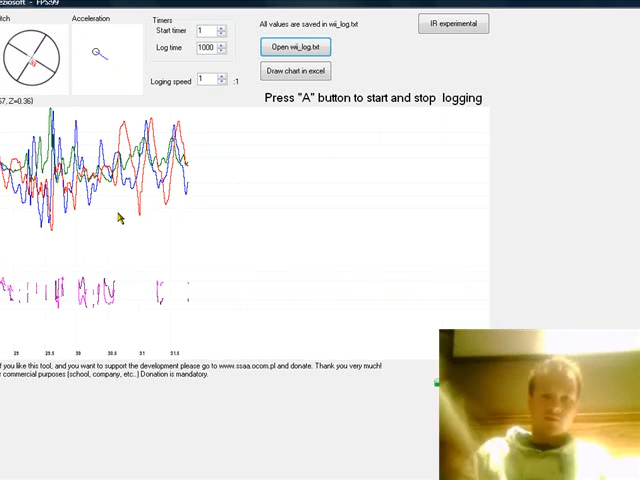 eziosoft - FPS:99
itch
Acceleration
Timers
Start timer
1
Log time
1000
Loging speed
1
:1
All values are saved in wii_log.txt
Open wii_log.txt
Draw chart in excel
IR experimental
67, Z=0.36}
Press "A" button to start and stop logging
29 29.5 30 30.5 31 31.5
if you like this tool, and you want to support the development please go to www.ssaa.ocom.pl and donate. Thank you very much!
commercial purposes (school, company, etc..) Donation is mandatory.